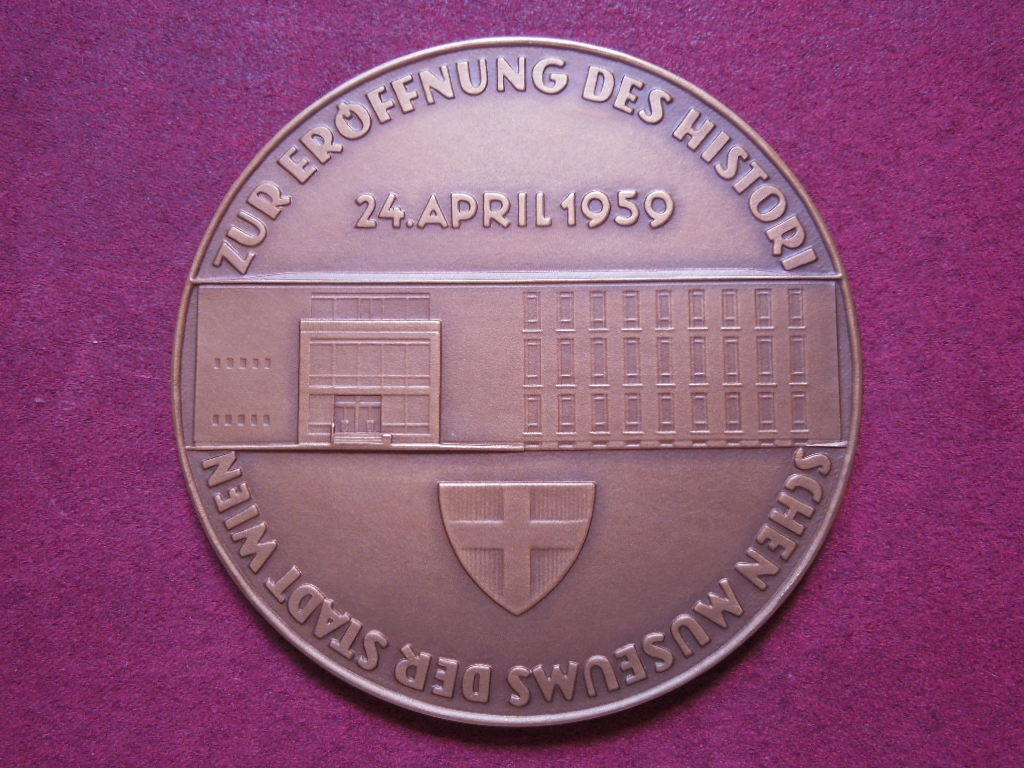 ZUR ERÖFFNUNG DES HISTORI
SCHEN MUSEUMS DER STADT WIEN
24. APRIL 1959